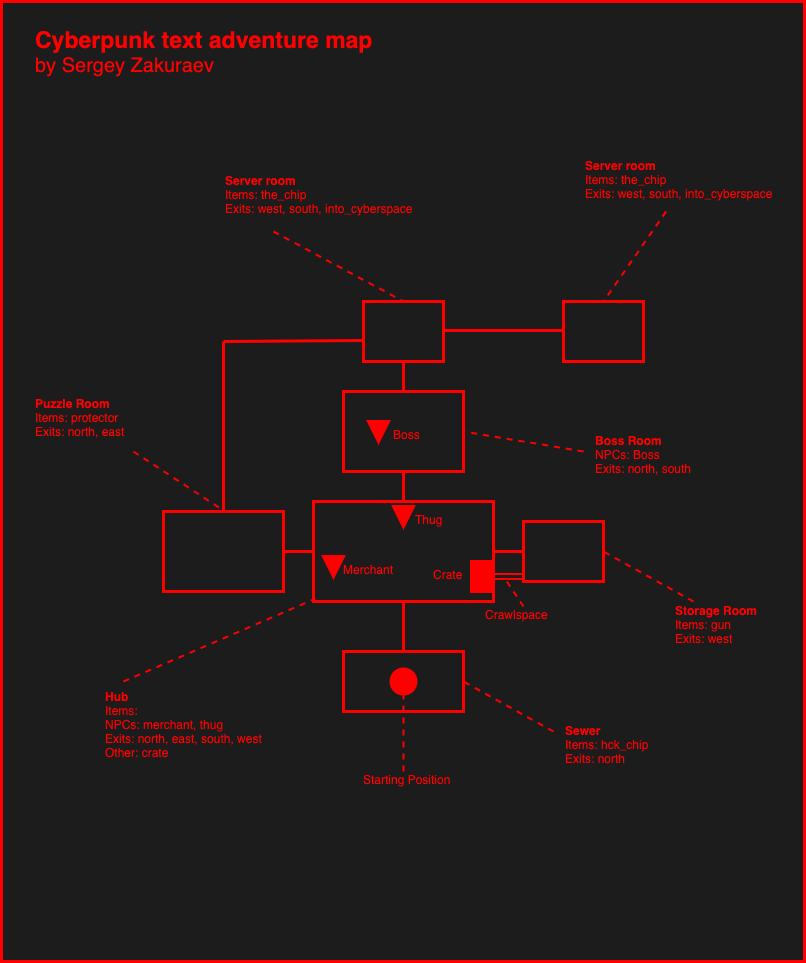 Cyberpunk text adventure map
by Sergey Zakuraev
Server room
Items: the_chip
Exits: west, south, into_cyberspace
Server room
Items: the_chip
Exits: west, south, into_cyberspace
Puzzle Room
Items: protector
Exits: north, east
Boss
Boss Room
NPCs: Boss
Exits: north, south
Thug
Merchant
Crate
Crawlspace
Storage Room
Items: gun
Exits: west
Hub
Items:
NPCs: merchant, thug
Exits: north, east, south, west
Other: crate
Sewer
Items: hck_chip
Exits: north
Starting Position